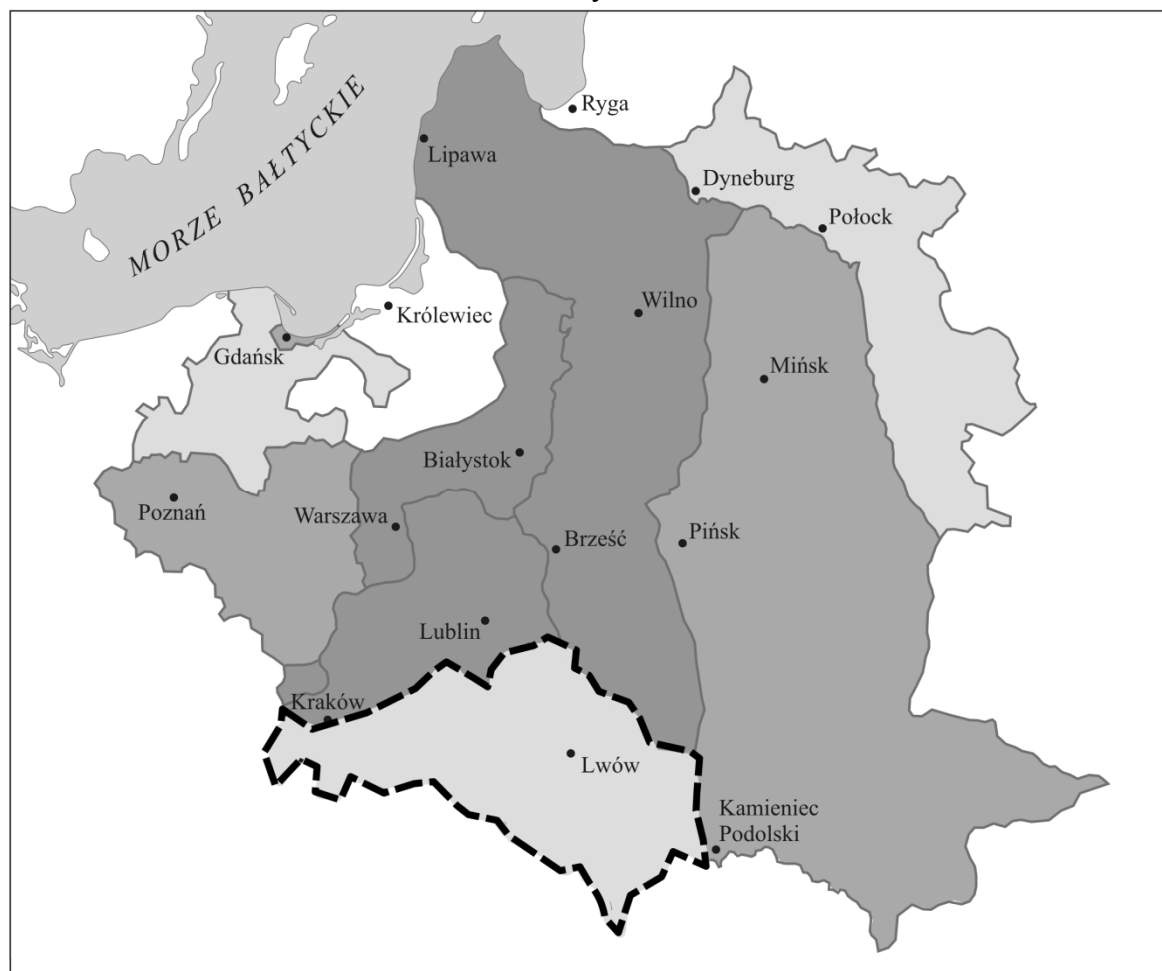 Ryga
Lipawa
MORZE BAŁTYCKIE
Dyneburg
Połock
Królewiec
Wilno
Gdańsk
Mińsk
Białystok
Poznań
Warszawa
Brześć
Pińsk
Lublin
Kraków
Lwów
Kamieniec
Podolski